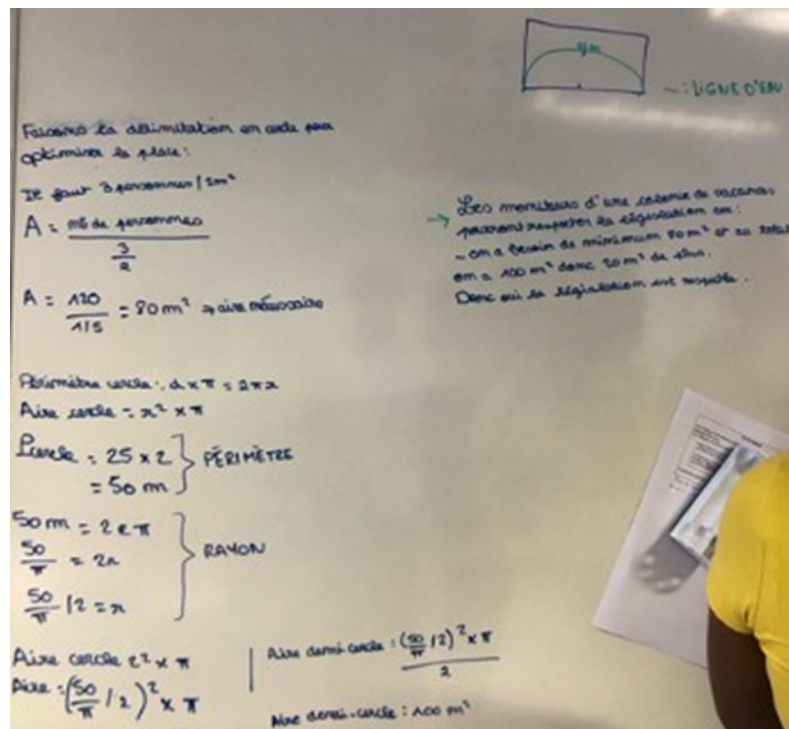 25m
~ : LIGNE D'EAU
Faisons la délimitation en cercle pour
optimiser la place :
Il faut 3 personnes / 2m²
A = nb de personnes / (3/2)
A = 120 / 1,5 = 80 m² → aire nécessaire
Périmètre cercle : d x π = 2πr
Aire cercle = r² x π
Pcercle = 25 x 2 } PÉRIMÈTRE
= 50 m
50 m = 2rπ } RAYON
50/π = 2r
50/π /2 = r
Aire cercle r² x π
Aire = (50/π /2)² x π
Aire demi-cercle : (50/π /2)² x π / 2
Aire demi-cercle : 100 m²
→ Les moniteurs d'une colonie de vacances
pourront respecter la législation car :
- on a besoin de minimum 80 m² et au total
on a 100 m² donc 20 m² de plus.
Donc oui la législation est respectée.